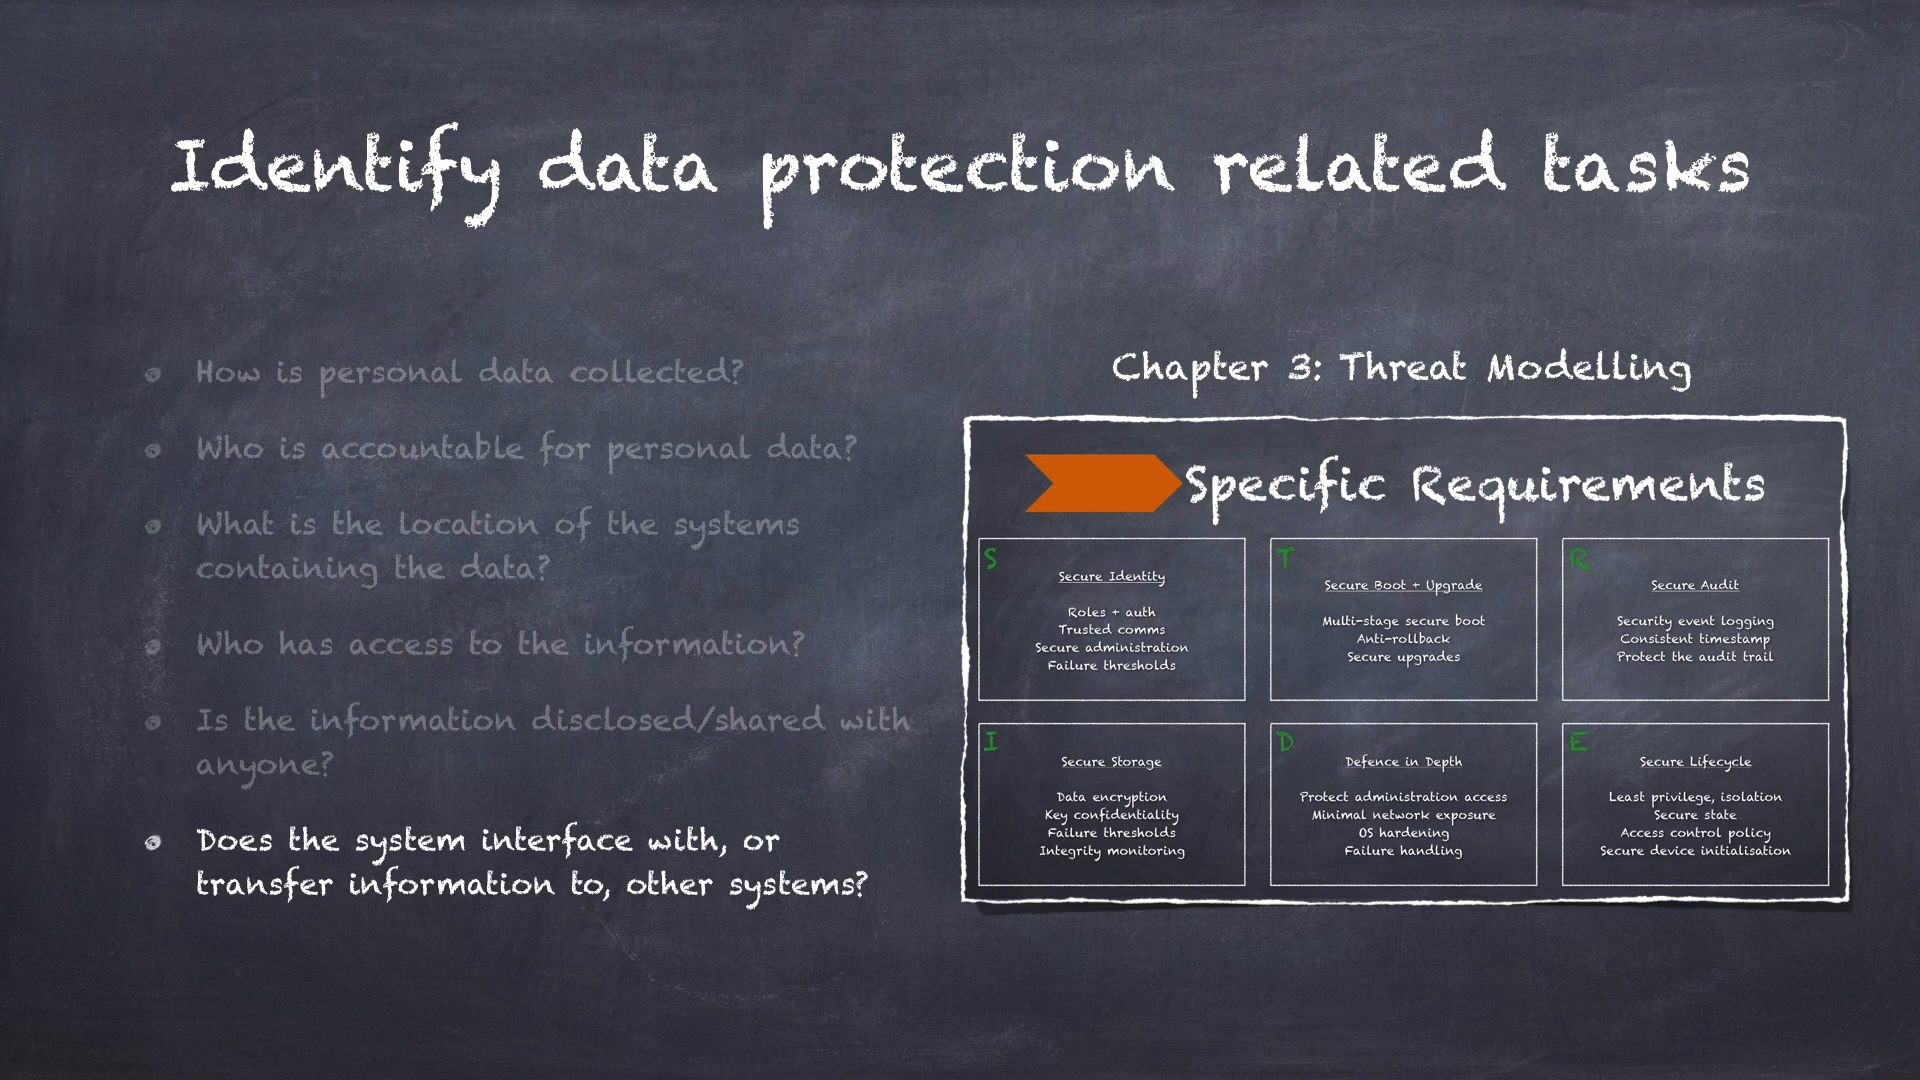 Identify data protection related tasks
How is personal data collected?
Who is accountable for personal data?
What is the location of the systems
containing the data?
Who has access to the information?
Is the information disclosed/shared with
anyone?
Does the system interface with, or
transfer information to, other systems?
Chapter 3: Threat Modelling
Specific Requirements
S
Secure Identity
Roles + auth
Trusted comms
Secure administration
Failure thresholds
T
Secure Boot + Upgrade
Multi-stage secure boot
Anti-rollback
Secure upgrades
R
Secure Audit
Security event logging
Consistent timestamp
Protect the audit trail
I
Secure Storage
Data encryption
Key confidentiality
Failure thresholds
Integrity monitoring
D
Defence in Depth
Protect administration access
Minimal network exposure
OS hardening
Failure handling
E
Secure Lifecycle
Least privilege, isolation
Secure state
Access control policy
Secure device initialisation